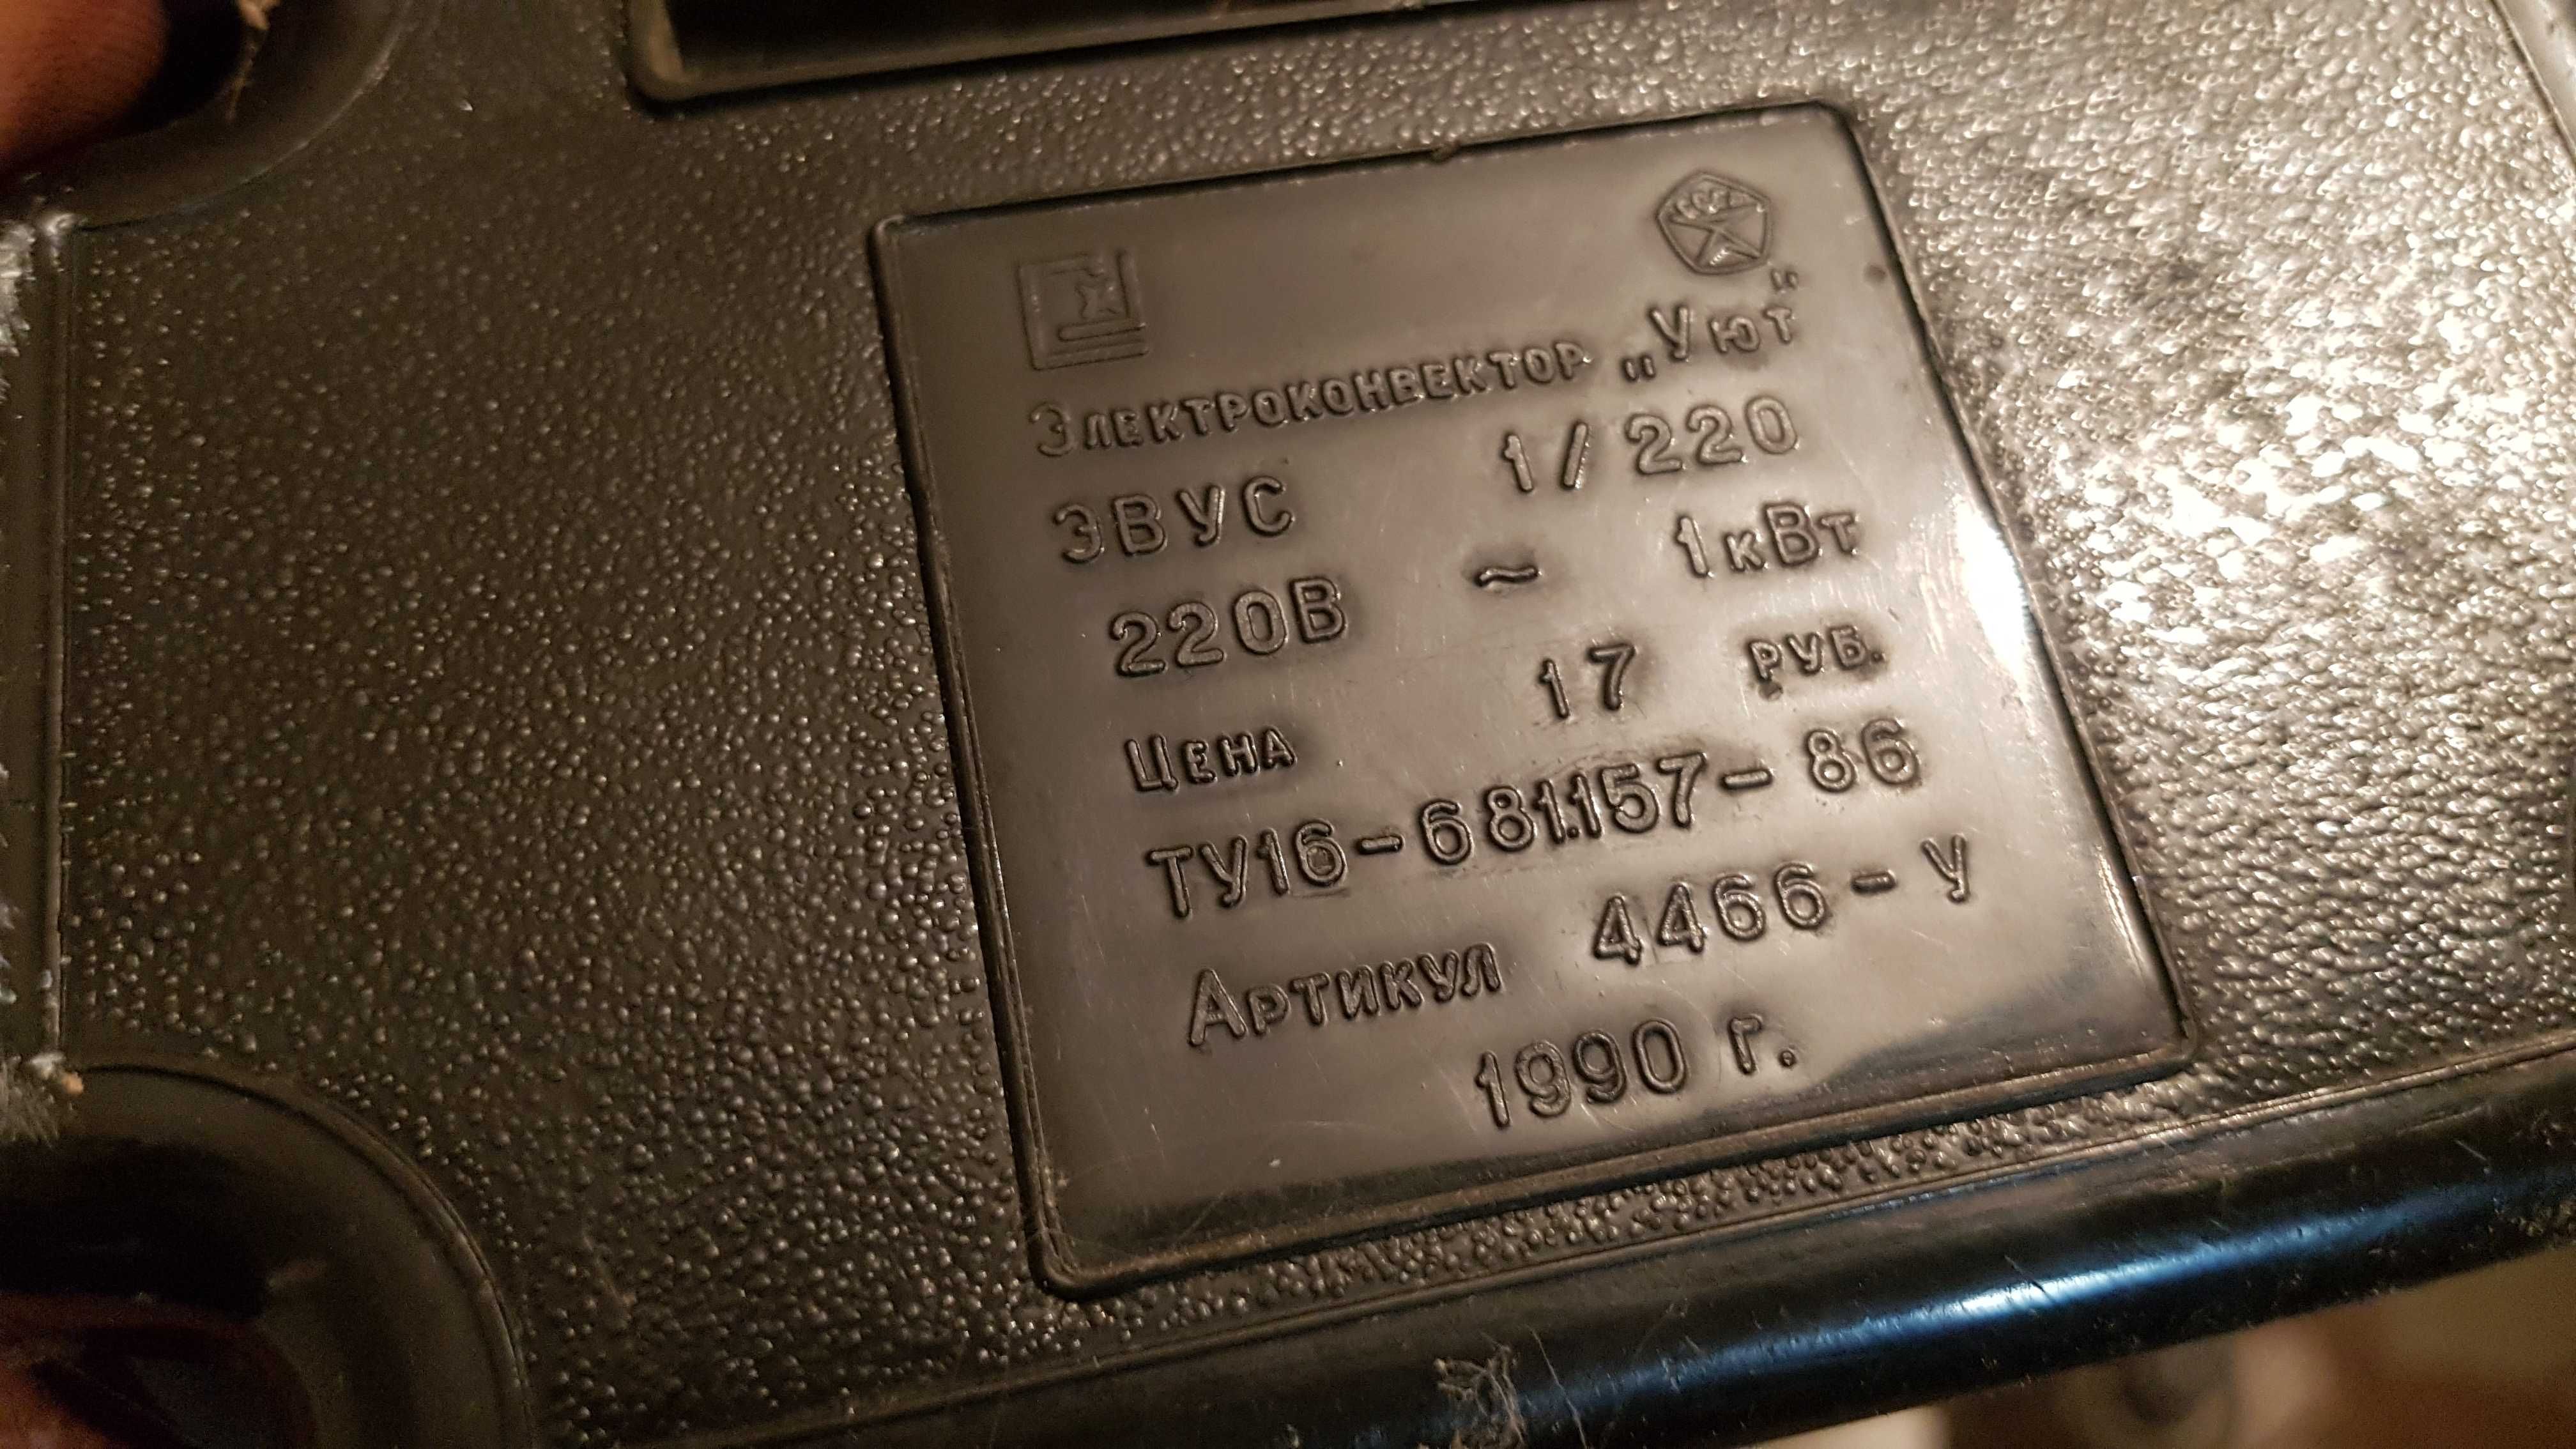 Электроконвектор „Уют"
ЭВУС 1/220
220В ~ 1кВт
Цена 17 руб.
ТУ16-681.157-86
Артикул 4466-У
1990 г.